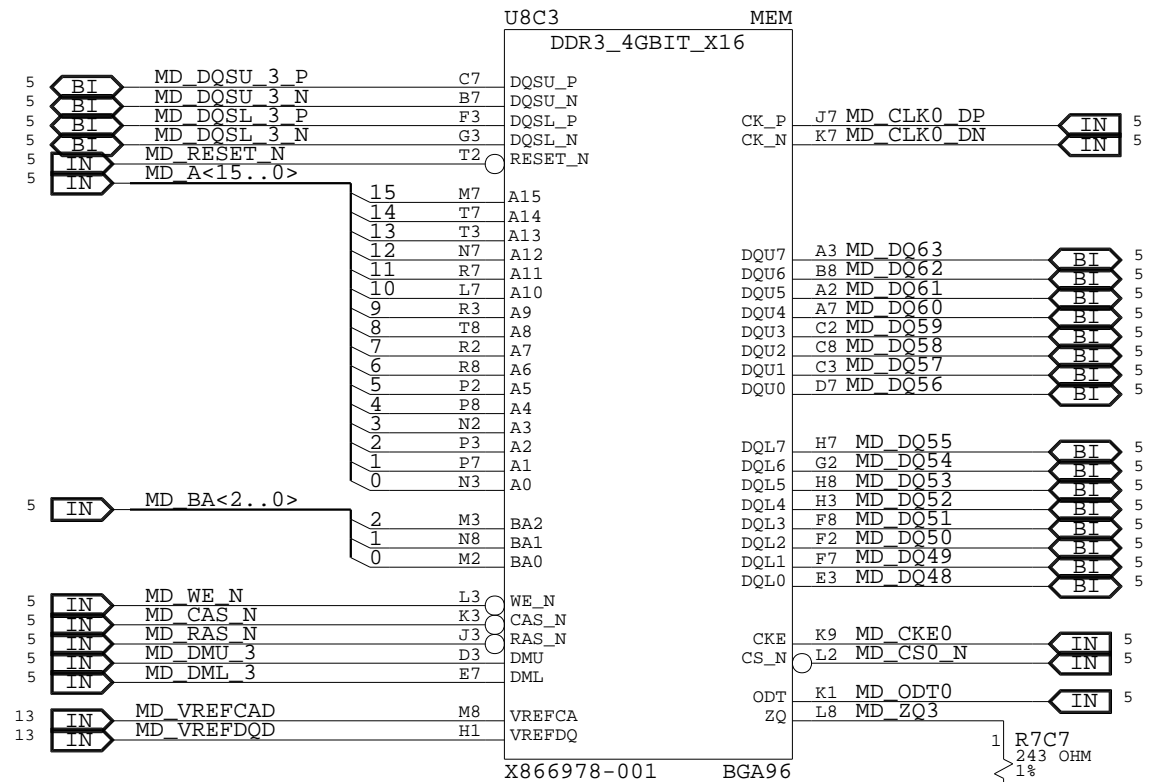 U8C3 MEM
DDR3_4GBIT_X16
5 BI MD_DQSU_3_P C7 DQSU_P
5 BI MD_DQSU_3_N B7 DQSU_N
5 BI MD_DQSL_3_P F3 DQSL_P CK_P J7 MD_CLK0_DP IN 5
5 BI MD_DQSL_3_N G3 DQSL_N CK_N K7 MD_CLK0_DN IN 5
5 IN MD_RESET_N T2 RESET_N
5 IN MD_A<15..0>
15 M7 A15
14 T7 A14
13 T3 A13
12 N7 A12 DQU7 A3 MD_DQ63 BI 5
11 R7 A11 DQU6 B8 MD_DQ62 BI 5
10 L7 A10 DQU5 A2 MD_DQ61 BI 5
9 R3 A9 DQU4 A7 MD_DQ60 BI 5
8 T8 A8 DQU3 C2 MD_DQ59 BI 5
7 R2 A7 DQU2 C8 MD_DQ58 BI 5
6 R8 A6 DQU1 C3 MD_DQ57 BI 5
5 P2 A5 DQU0 D7 MD_DQ56 BI 5
4 P8 A4
3 N2 A3
2 P3 A2 DQL7 H7 MD_DQ55 BI 5
1 P7 A1 DQL6 G2 MD_DQ54 BI 5
0 N3 A0 DQL5 H8 MD_DQ53 BI 5
5 IN MD_BA<2..0> DQL4 H3 MD_DQ52 BI 5
2 M3 BA2 DQL3 F8 MD_DQ51 BI 5
1 N8 BA1 DQL2 F2 MD_DQ50 BI 5
0 M2 BA0 DQL1 F7 MD_DQ49 BI 5
DQL0 E3 MD_DQ48 BI 5
5 IN MD_WE_N L3 WE_N
5 IN MD_CAS_N K3 CAS_N
5 IN MD_RAS_N J3 RAS_N CKE K9 MD_CKE0 IN 5
5 IN MD_DMU_3 D3 DMU CS_N L2 MD_CS0_N IN 5
5 IN MD_DML_3 E7 DML
ODT K1 MD_ODT0 IN 5
13 IN MD_VREFCAD M8 VREFCA ZQ L8 MD_ZQ3
13 IN MD_VREFDQD H1 VREFDQ
1 R7C7
243 OHM
1%
X866978-001 BGA96